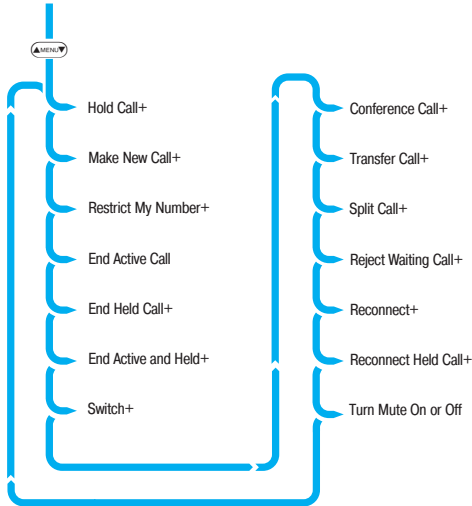 ▲MENU▼
Hold Call+
Make New Call+
Restrict My Number+
End Active Call
End Held Call+
End Active and Held+
Switch+
Conference Call+
Transfer Call+
Split Call+
Reject Waiting Call+
Reconnect+
Reconnect Held Call+
Turn Mute On or Off